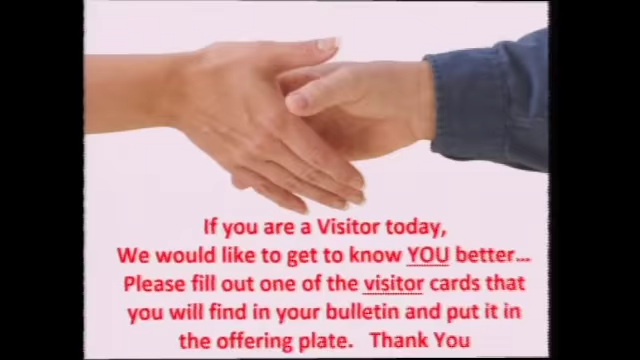 If you are a Visitor today,
We would like to get to know YOU better...
Please fill out one of the visitor cards that
you will find in your bulletin and put it in
the offering plate. Thank You